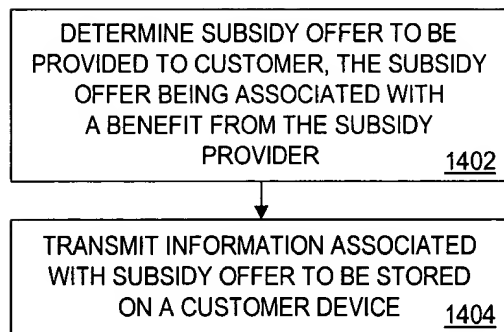 DETERMINE SUBSIDY OFFER TO BE
PROVIDED TO CUSTOMER, THE SUBSIDY
OFFER BEING ASSOCIATED WITH
A BENEFIT FROM THE SUBSIDY
PROVIDER
1402
TRANSMIT INFORMATION ASSOCIATED
WITH SUBSIDY OFFER TO BE STORED
ON A CUSTOMER DEVICE
1404